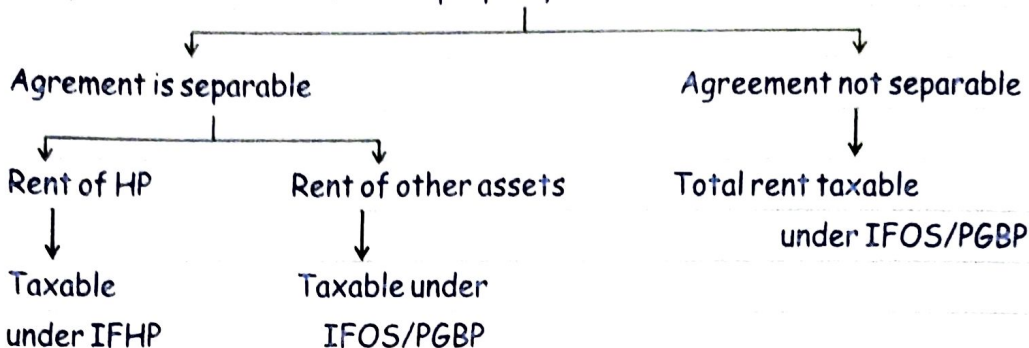 Agrement is separable
Agreement not separable
Rent of HP
Rent of other assets
Total rent taxable
under IFOS/PGBP
Taxable
under IFHP
Taxable under
IFOS/PGBP